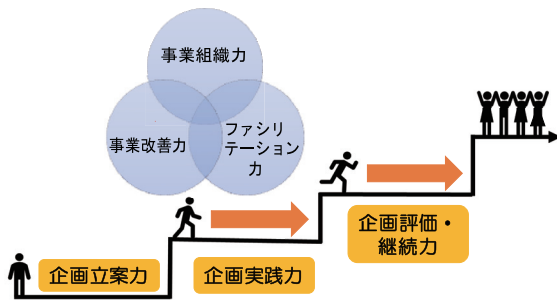 事業組織力
事業改善力
ファシリ
テーション
力
企画立案力
企画実践力
企画評価・
継続力